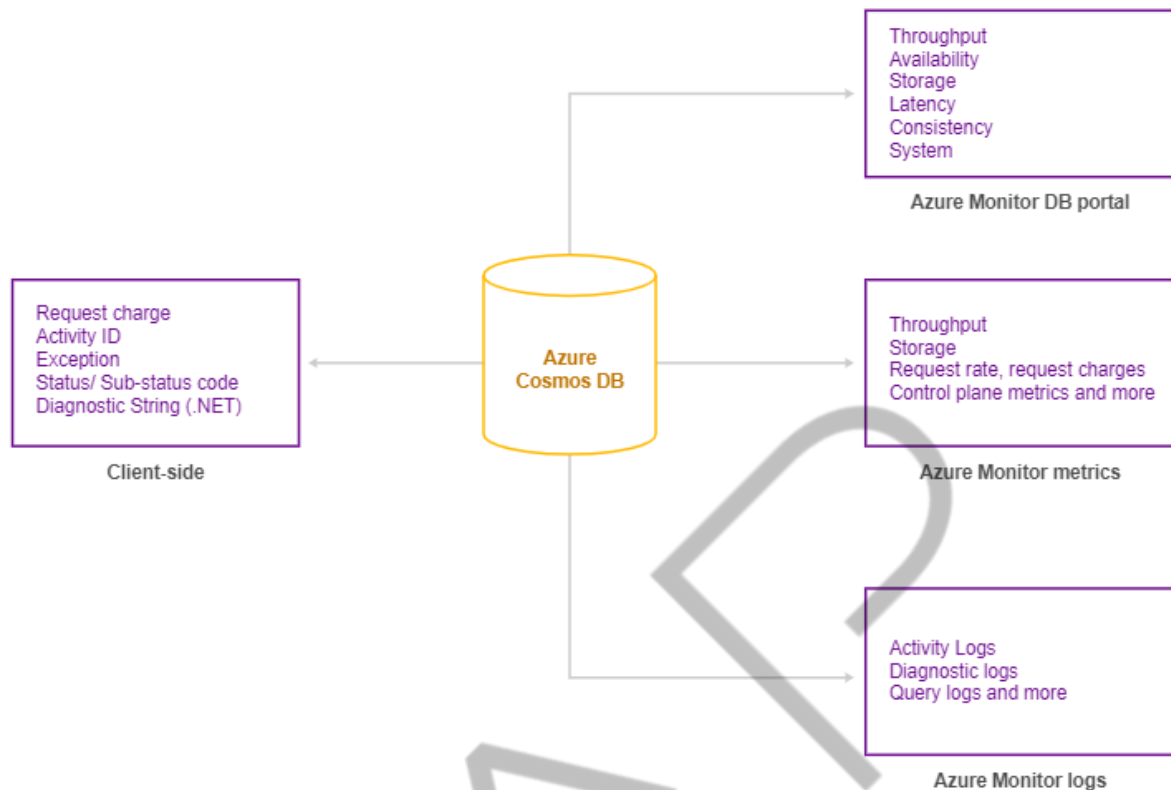 Throughput
Availability
Storage
Latency
Consistency
System
Azure Monitor DB portal
Request charge
Activity ID
Exception
Status/ Sub-status code
Diagnostic String (.NET)
Client-side
Azure
Cosmos DB
Throughput
Storage
Request rate, request charges
Control plane metrics and more
Azure Monitor metrics
Activity Logs
Diagnostic logs
Query logs and more
Azure Monitor logs